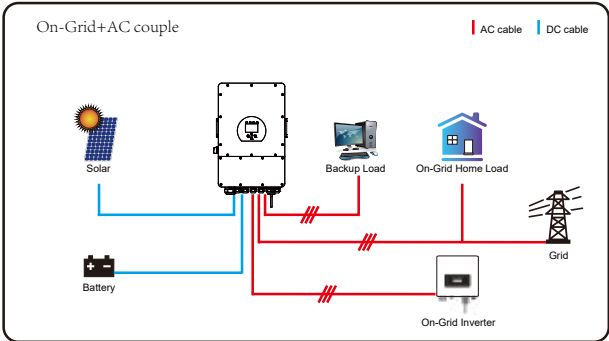 On-Grid+AC couple
AC cable
DC cable
Solar
Backup Load
On-Grid Home Load
Grid
Battery
On-Grid Inverter